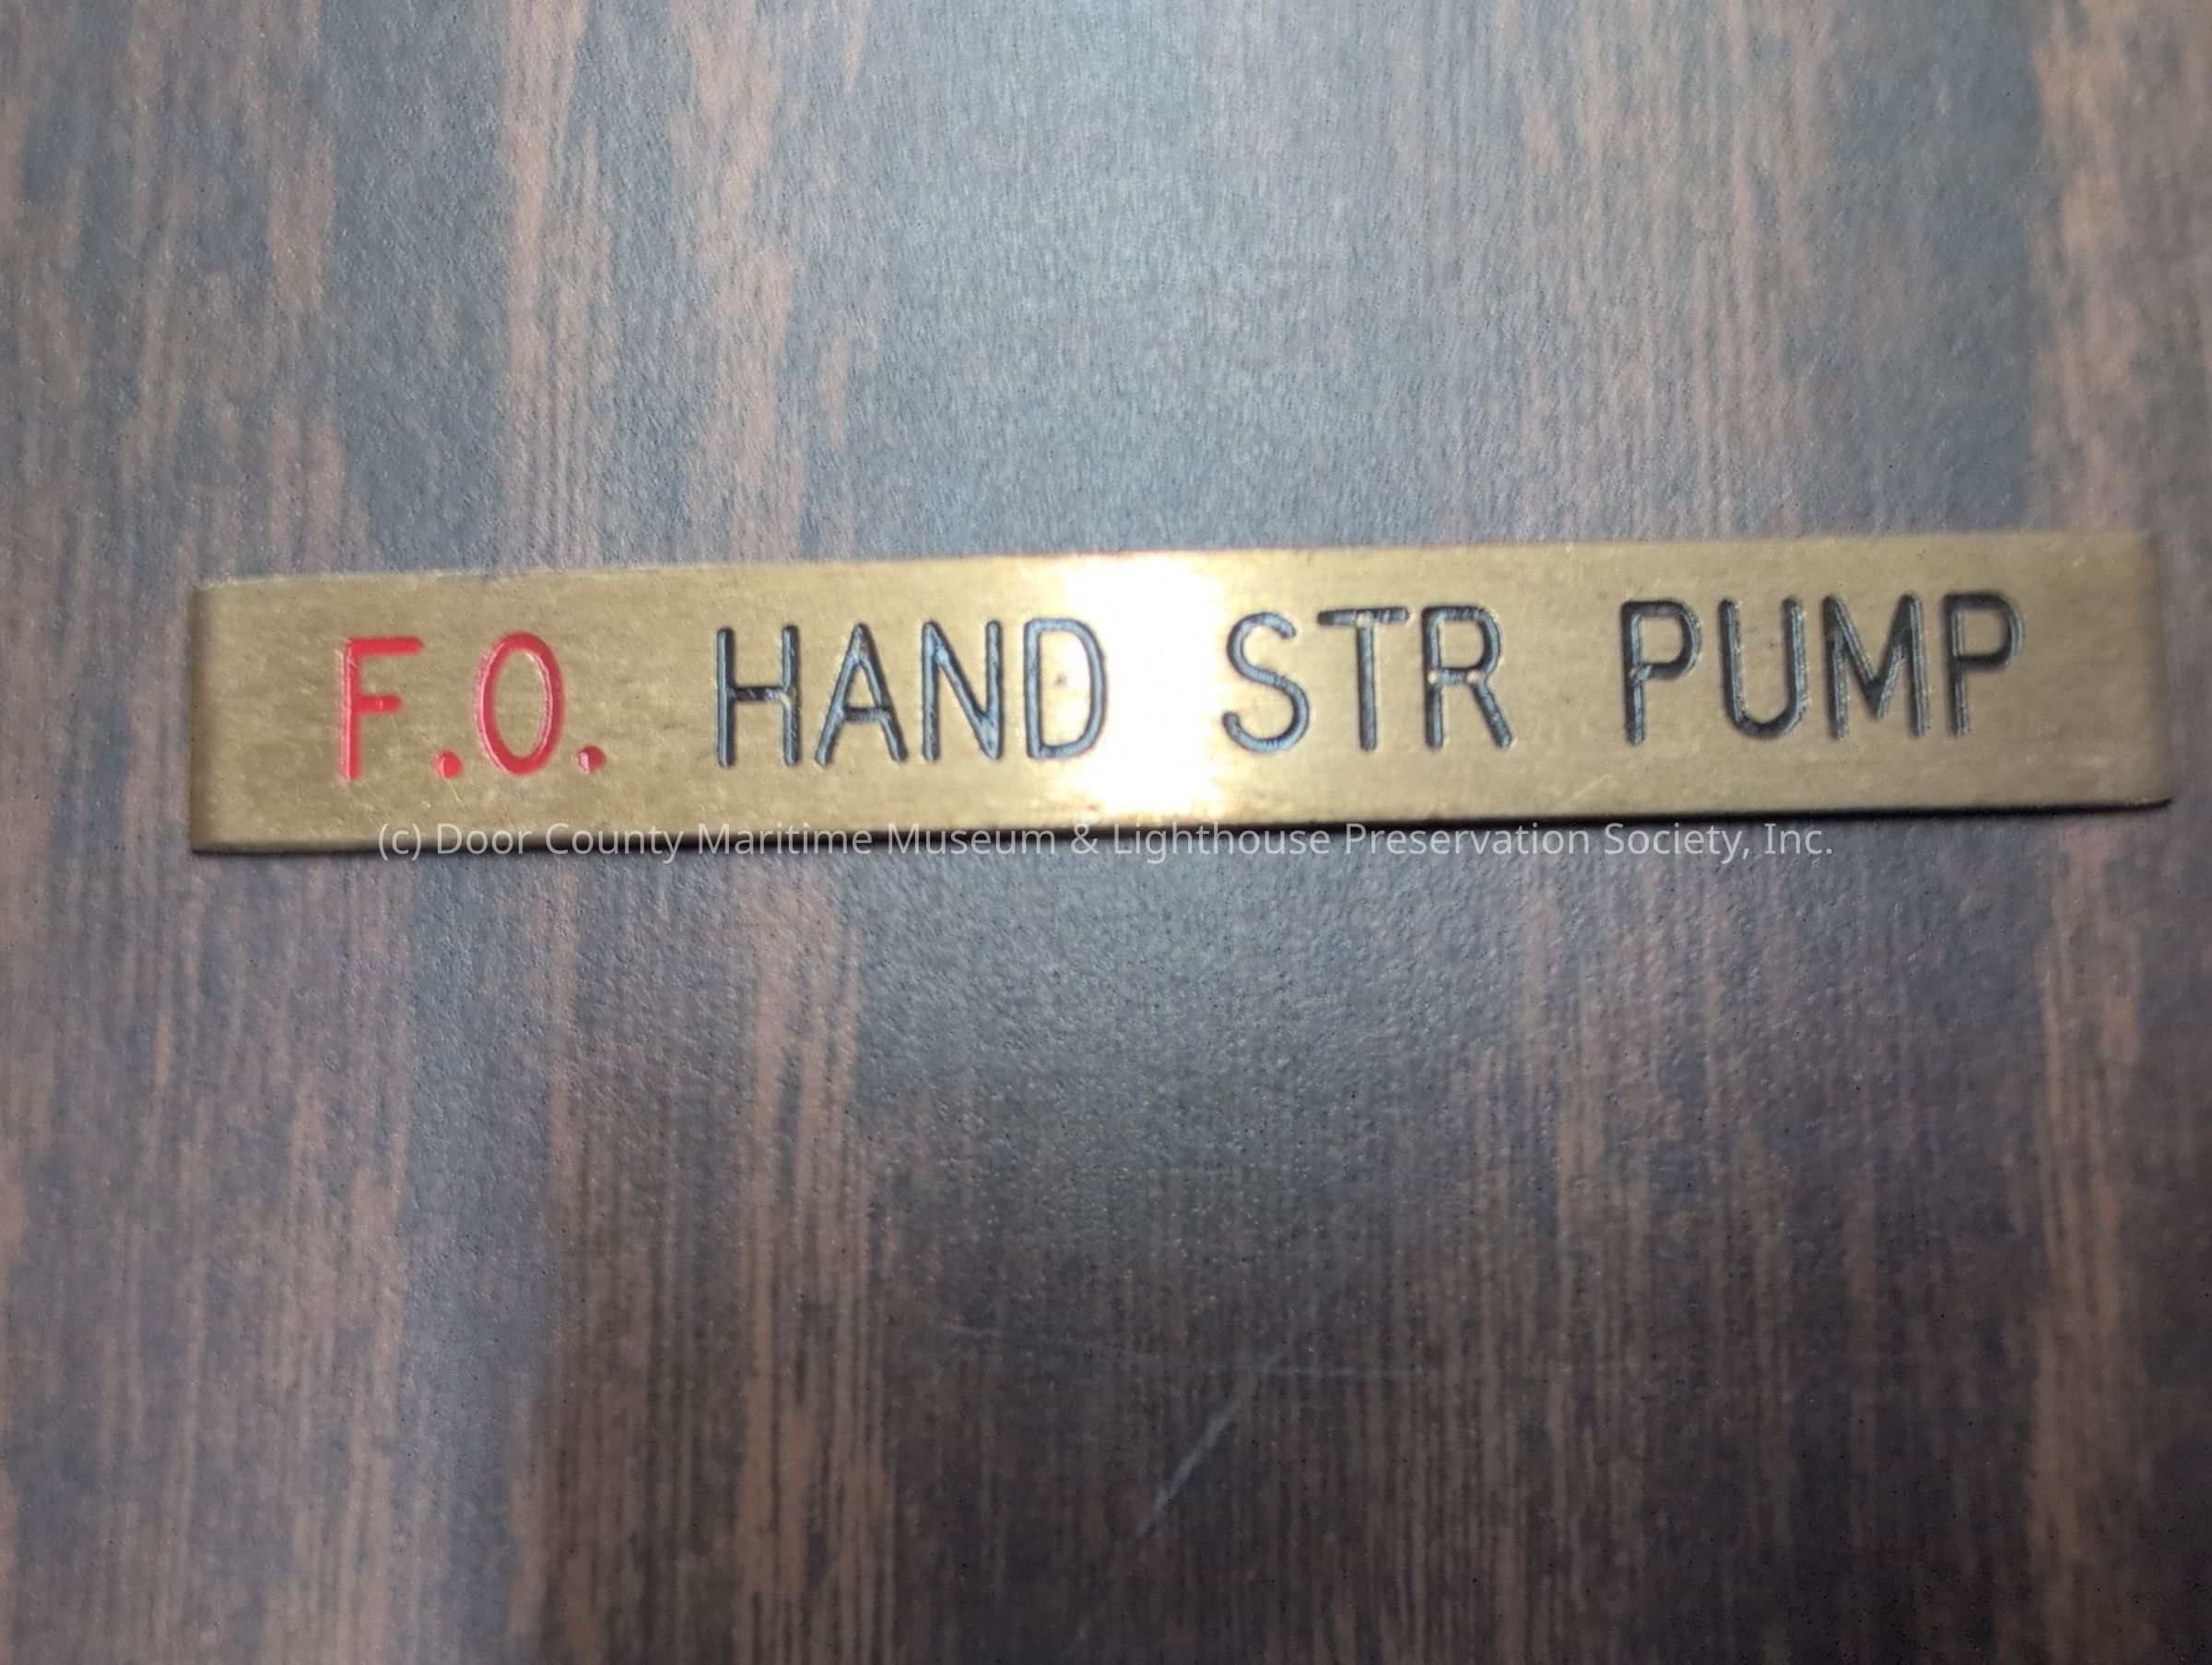 F.O. HAND STR PUMP
(c) Door County Maritime Museum & Lighthouse Preservation Society, Inc.